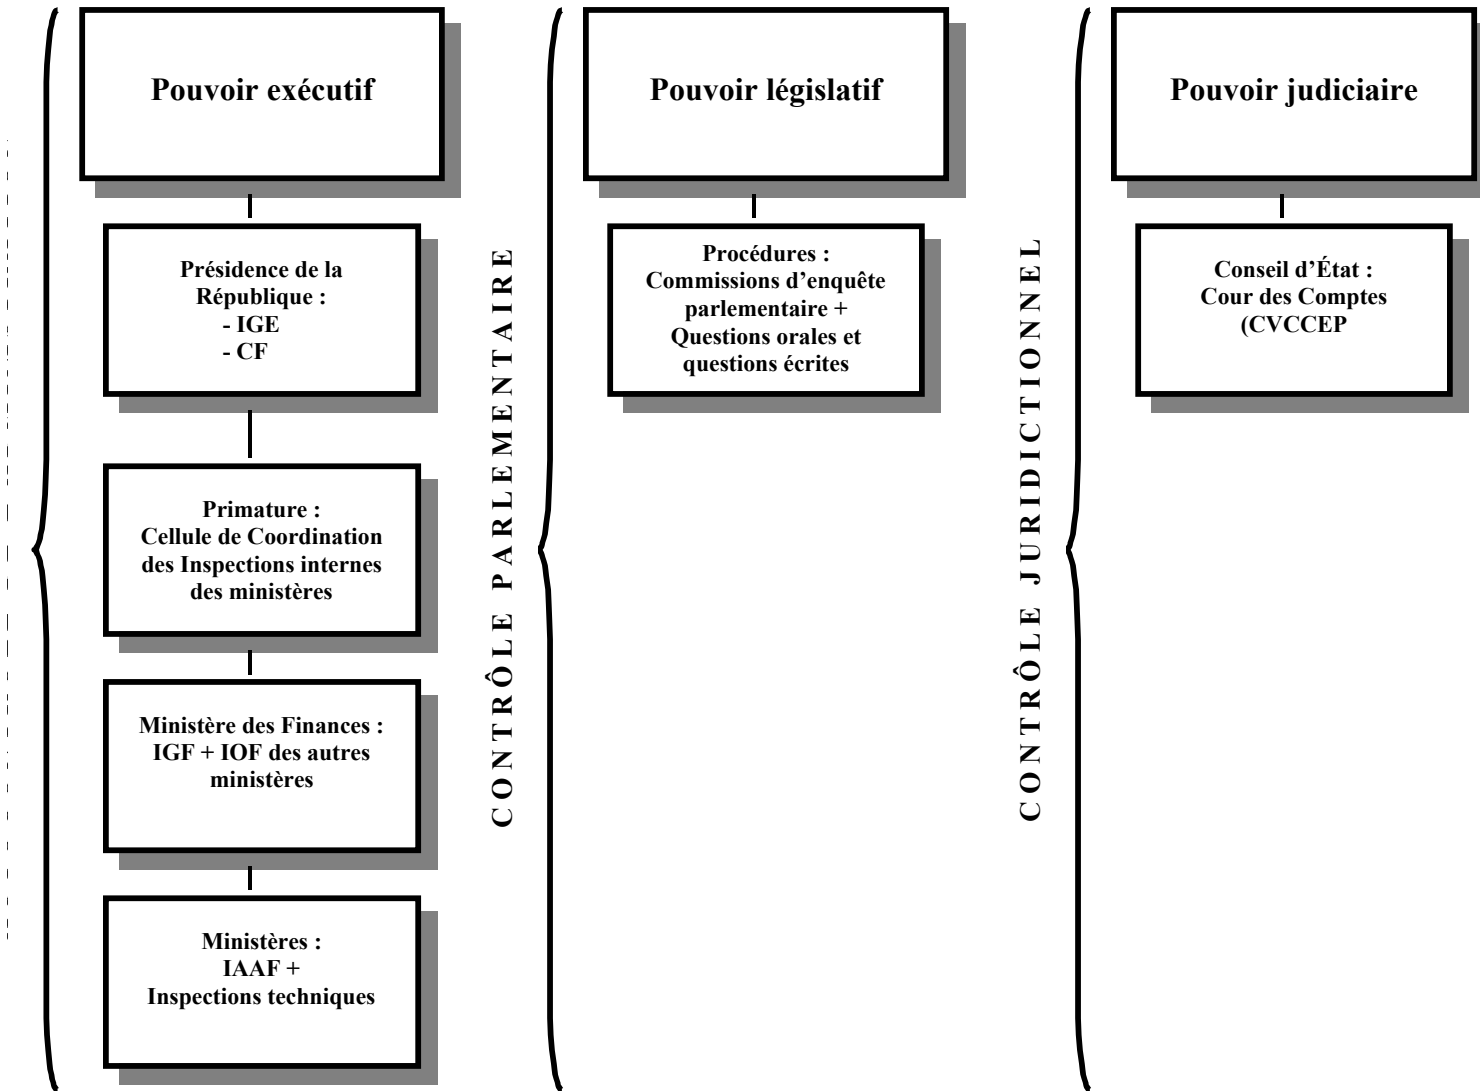 Pouvoir exécutif
Présidence de la
République :
- IGE
- CF
Primature :
Cellule de Coordination
des Inspections internes
des ministères
Ministère des Finances :
IGF + IOF des autres
ministères
Ministères :
IAAF +
Inspections techniques
CONTRÔLE PARLEMENTAIRE
Pouvoir législatif
Procédures :
Commissions d’enquête
parlementaire +
Questions orales et
questions écrites
CONTRÔLE JURIDICTIONNEL
Pouvoir judiciaire
Conseil d’État :
Cour des Comptes
(CVCCEP